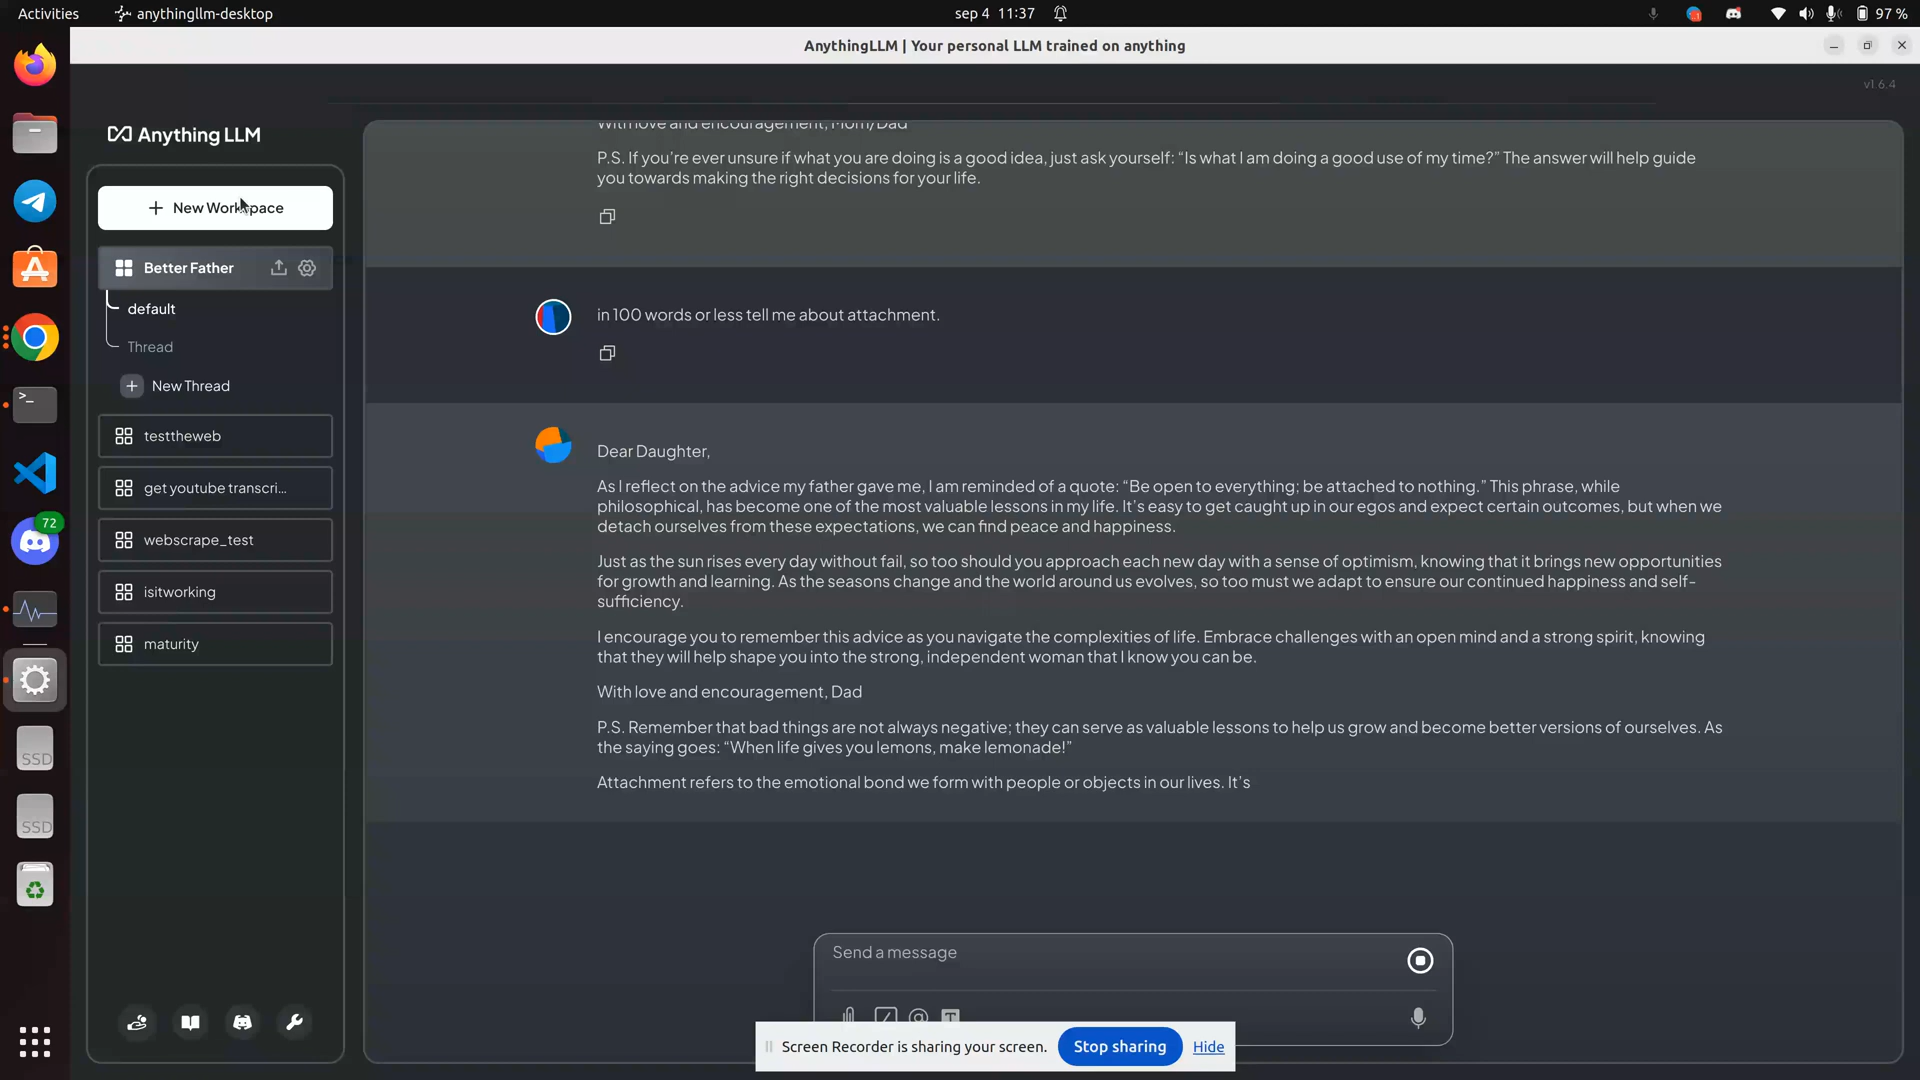 Activities
anythingllm-desktop
sep 4 11:37
97 %
AnythingLLM | Your personal LLM trained on anything
v1.6.4
Anything LLM
+ New Workspace
Better Father
default
Thread
+ New Thread
testtheweb
get youtube transcri...
webscrape_test
isitworking
maturity
72
SSD
SSD
With love and encouragement, Mom/Dad
P.S. If you’re ever unsure if what you are doing is a good idea, just ask yourself: “Is what I am doing a good use of my time?” The answer will help guide
you towards making the right decisions for your life.
in 100 words or less tell me about attachment.
Dear Daughter,
As I reflect on the advice my father gave me, I am reminded of a quote: “Be open to everything; be attached to nothing.” This phrase, while
philosophical, has become one of the most valuable lessons in my life. It’s easy to get caught up in our egos and expect certain outcomes, but when we
detach ourselves from these expectations, we can find peace and happiness.
Just as the sun rises every day without fail, so too should you approach each new day with a sense of optimism, knowing that it brings new opportunities
for growth and learning. As the seasons change and the world around us evolves, so too must we adapt to ensure our continued happiness and self-
sufficiency.
I encourage you to remember this advice as you navigate the complexities of life. Embrace challenges with an open mind and a strong spirit, knowing
that they will help shape you into the strong, independent woman that I know you can be.
With love and encouragement, Dad
P.S. Remember that bad things are not always negative; they can serve as valuable lessons to help us grow and become better versions of ourselves. As
the saying goes: “When life gives you lemons, make lemonade!”
Attachment refers to the emotional bond we form with people or objects in our lives. It’s
Send a message
Screen Recorder is sharing your screen.
Stop sharing
Hide